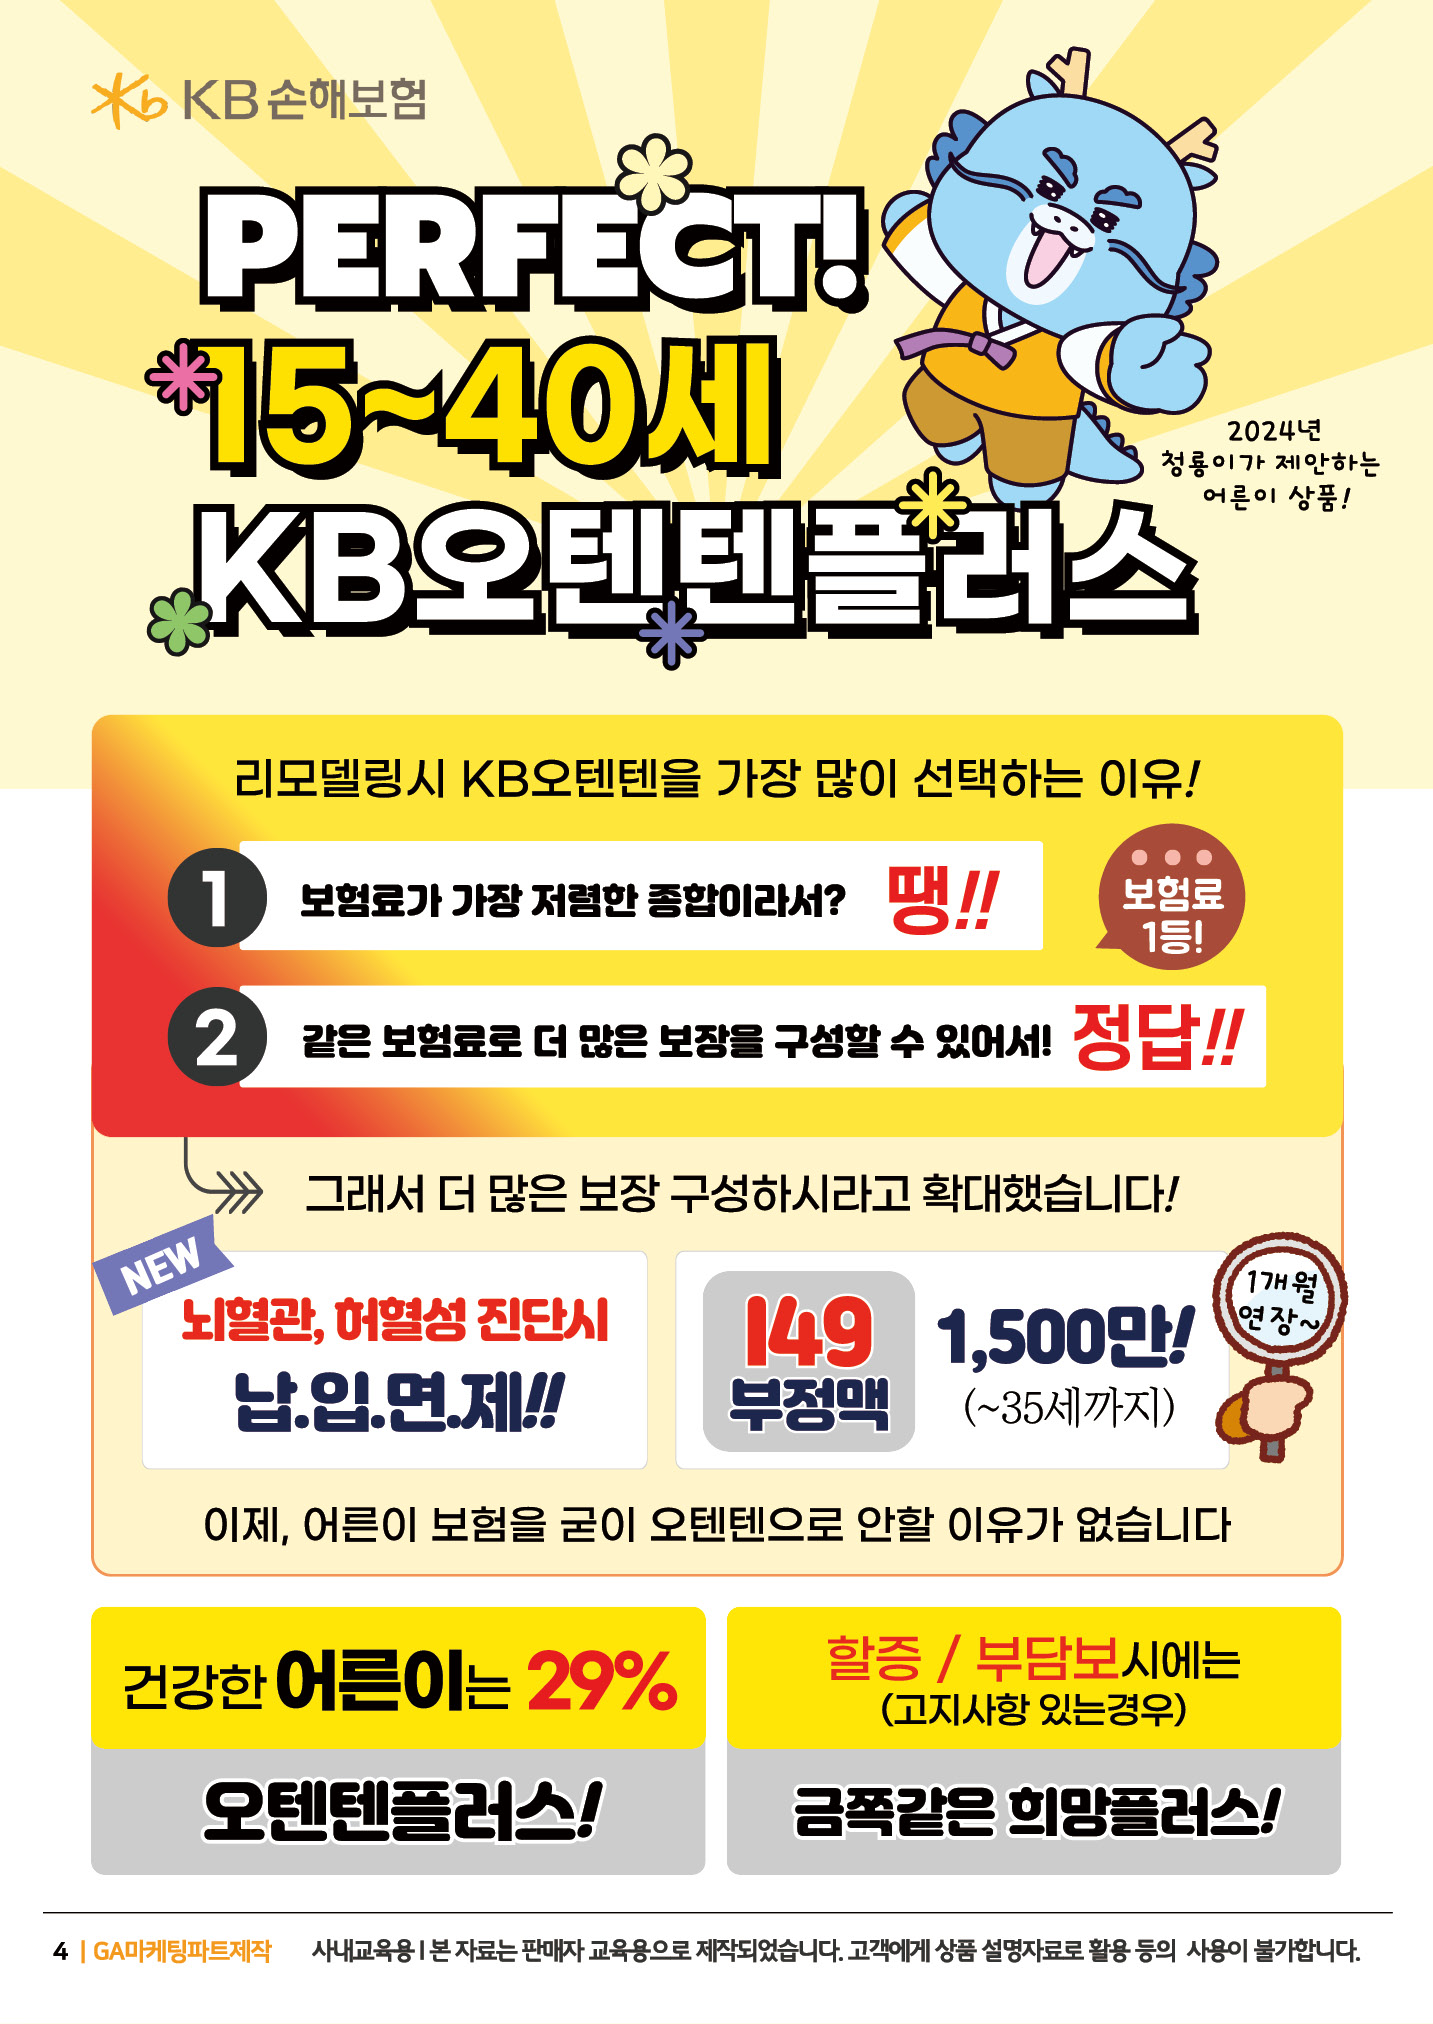 KB 손해보험
PERFECT!
15~40세
KB오텐텐플러스
2024년
청룡이가 제안하는
어른이 상품!
리모델링시 KB오텐텐을 가장 많이 선택하는 이유!
1 보험료가 가장 저렴한 종합이라서? 땡!!
보험료
1등!
2 같은 보험료로 더 많은 보장을 구성할 수 있어서! 정답!!
그래서 더 많은 보장 구성하시라고 확대했습니다!
NEW
뇌혈관, 허혈성 진단시
납.입.면.제!!
I49
부정맥
1,500만!
(~35세까지)
1개월
연장~
이제, 어른이 보험을 굳이 오텐텐으로 안할 이유가 없습니다
건강한 어른이는 29%
오텐텐플러스!
할증 / 부담보시에는
(고지사항 있는경우)
금쪽같은 희망플러스!
4 | GA마케팅파트제작 사내교육용 I 본 자료는 판매자 교육용으로 제작되었습니다. 고객에게 상품 설명자료로 활용 등의 사용이 불가합니다.